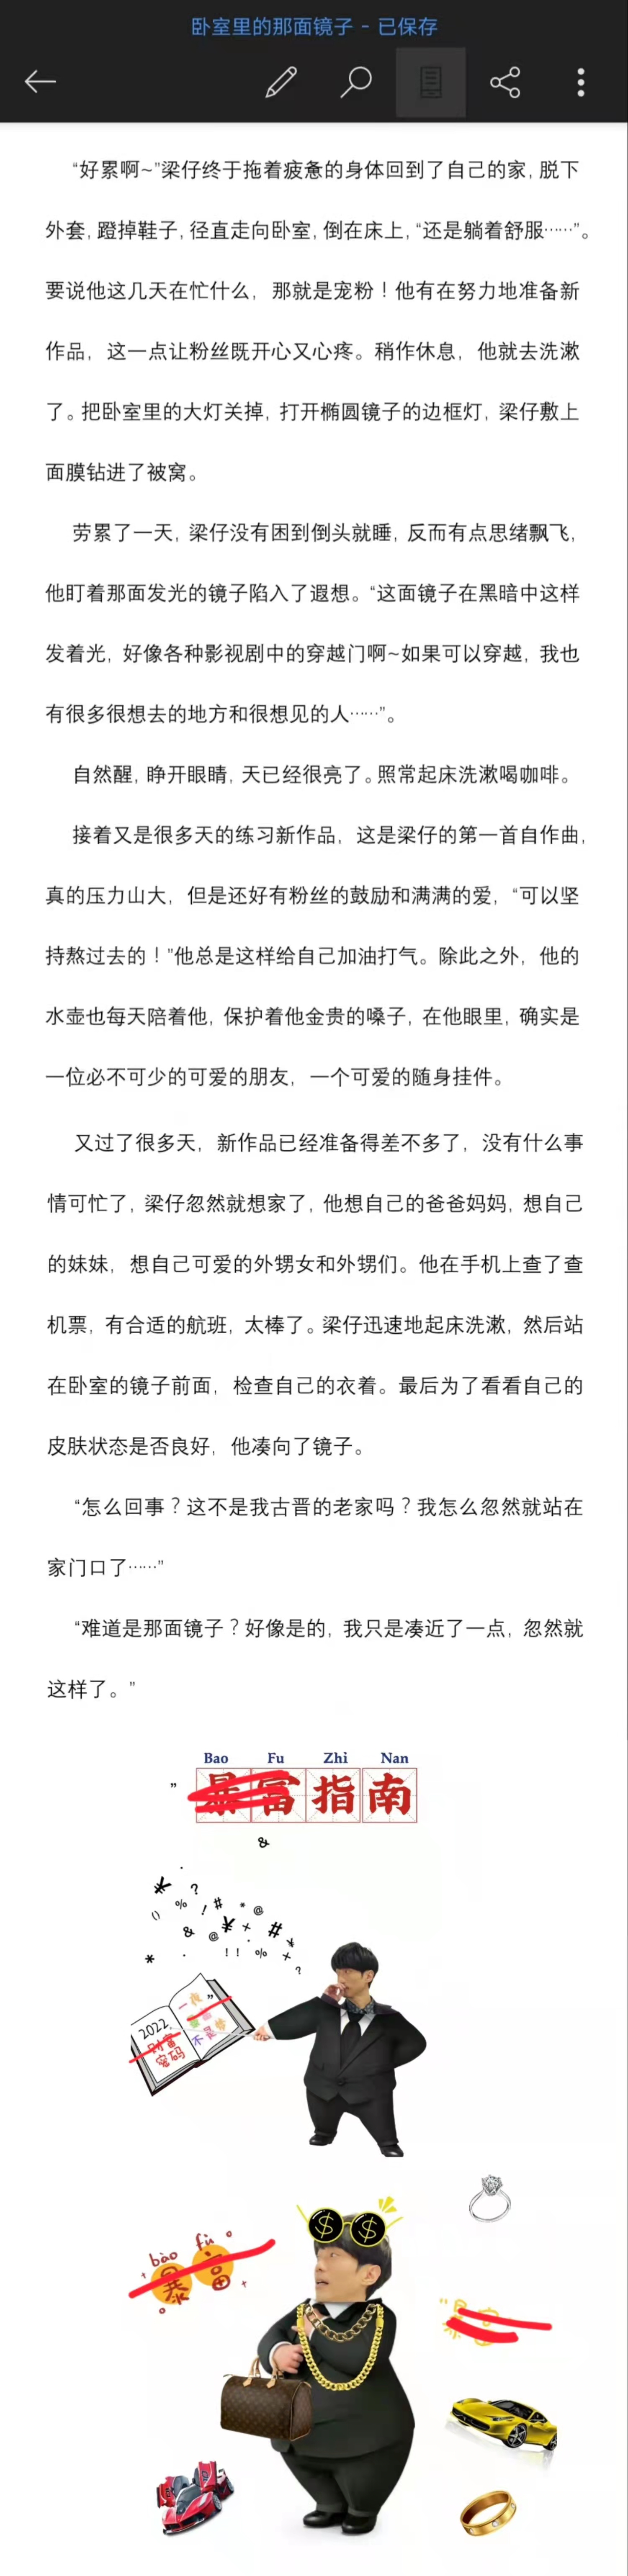 卧室里的那面镜子 - 已保存
“好累啊~”梁仔终于拖着疲惫的身体回到了自己的家，脱下
外套，蹬掉鞋子，径直走向卧室，倒在床上，“还是躺着舒服……”。
要说他这几天在忙什么，那就是宠粉！他有在努力地准备新
作品，这一点让粉丝既开心又心疼。稍作休息，他就去洗漱
了。把卧室里的大灯关掉，打开椭圆镜子的边框灯，梁仔敷上
面膜钻进了被窝。
劳累了一天，梁仔没有困到倒头就睡，反而有点思绪飘飞，
他盯着那面发光的镜子陷入了遐想。“这面镜子在黑暗中这样
发着光，好像各种影视剧中的穿越门啊~如果可以穿越，我也
有很多很想去的地方和很想见的人……”。
自然醒，睁开眼睛，天已经很亮了。照常起床洗漱喝咖啡。
接着又是很多天的练习新作品，这是梁仔的第一首自作曲，
真的压力山大，但是还好有粉丝的鼓励和满满的爱，“可以坚
持熬过去的！”他总是这样给自己加油打气。除此之外，他的
水壶也每天陪着他，保护着他金贵的嗓子，在他眼里，确实是
一位必不可少的可爱的朋友，一个可爱的随身挂件。
又过了很多天，新作品已经准备得差不多了，没有什么事
情可忙了，梁仔忽然就想家了，他想自己的爸爸妈妈，想自己
的妹妹，想自己可爱的外甥女和外甥们。他在手机上查了查
机票，有合适的航班，太棒了。梁仔迅速地起床洗漱，然后站
在卧室的镜子前面，检查自己的衣着。最后为了看看自己的
皮肤状态是否良好，他凑向了镜子。
“怎么回事？这不是我古晋的老家吗？我怎么忽然就站在
家门口了……”
“难道是那面镜子？好像是的，我只是凑近了一点，忽然就
这样了。”
Bao Fu Zhi Nan
”暴富指南
&
¥ ? % ! # * @
() & @ ¥ + # ¥
* ! ! % + ?
2022
财富
密码
一夜
”
不是梦
bào fù
暴富